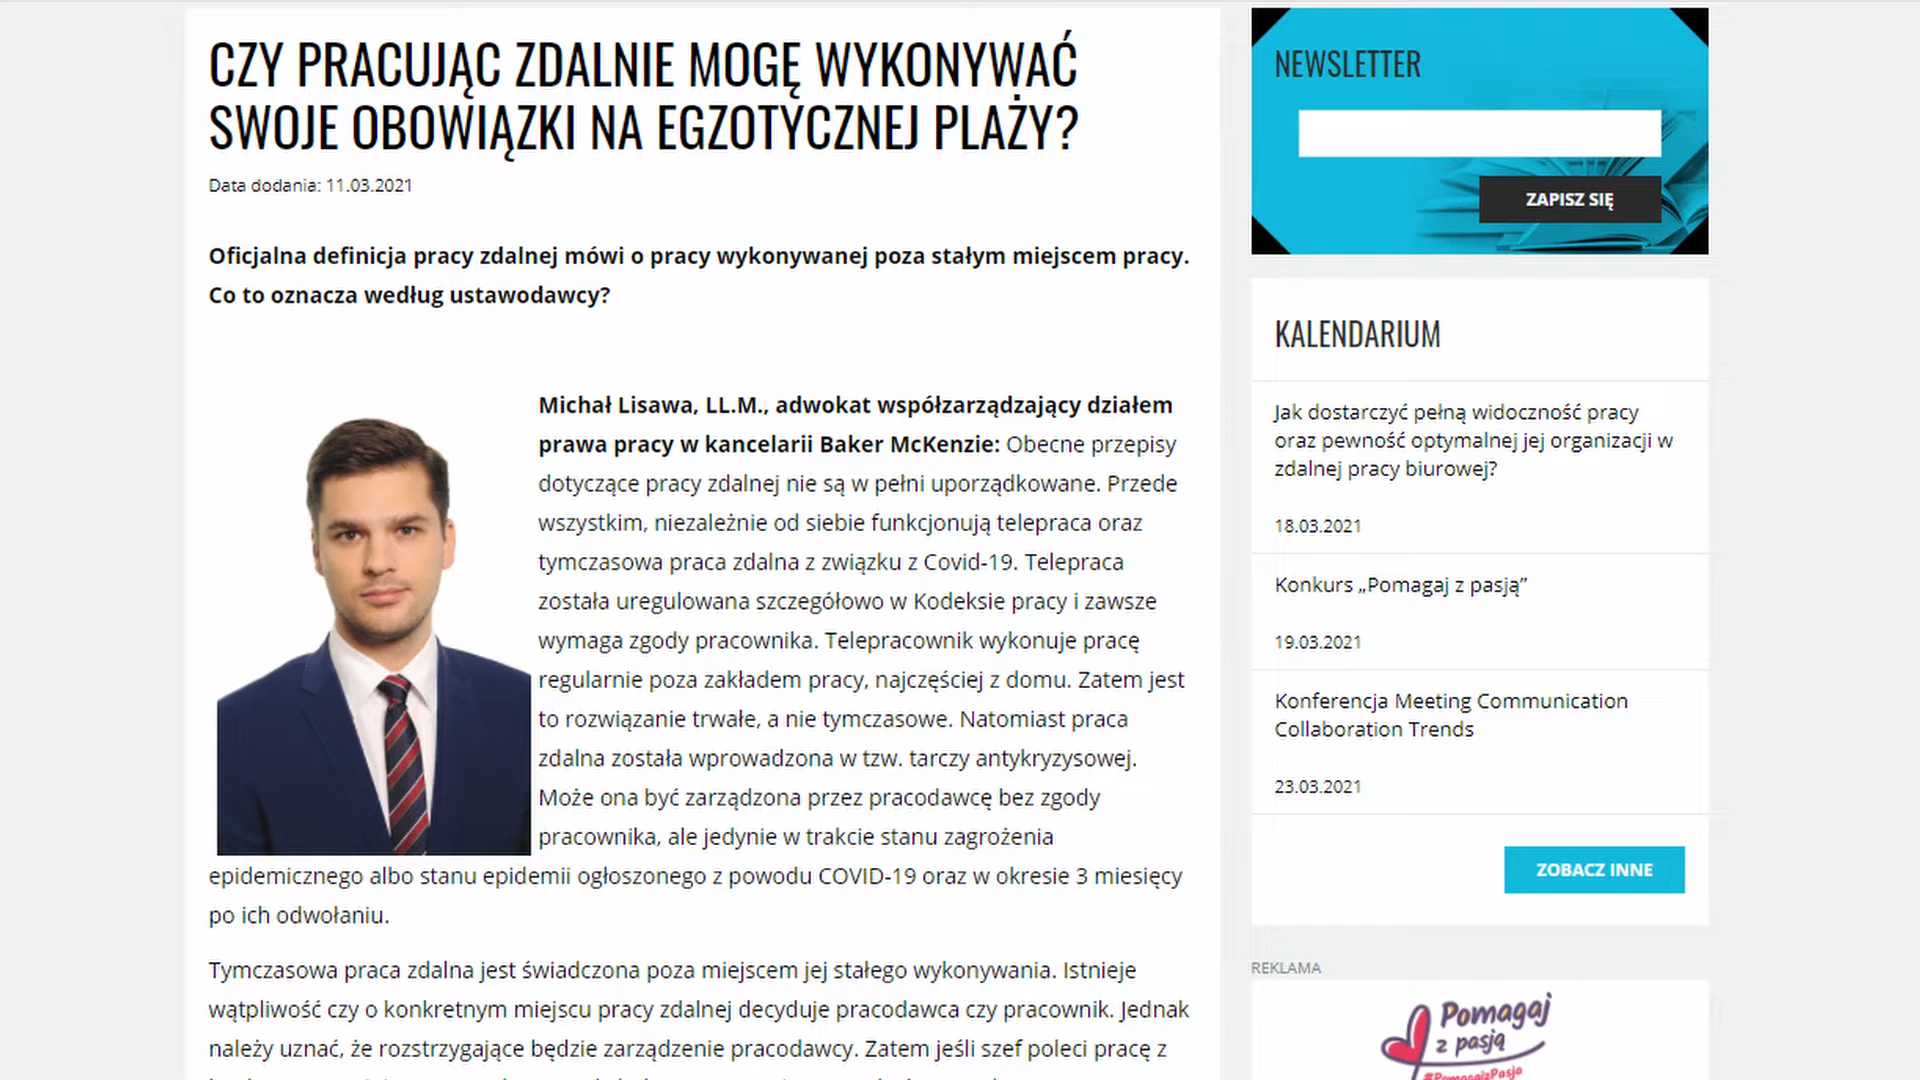 CZY PRACUJĄC ZDALNIE MOGĘ WYKONYWAĆ
SWOJE OBOWIĄZKI NA EGZOTYCZNEJ PLAŻY?
Data dodania: 11.03.2021
Oficjalna definicja pracy zdalnej mówi o pracy wykonywanej poza stałym miejscem pracy.
Co to oznacza według ustawodawcy?
Michał Lisawa, LL.M., adwokat współzarządzający działem
prawa pracy w kancelarii Baker McKenzie: Obecne przepisy
dotyczące pracy zdalnej nie są w pełni uporządkowane. Przede
wszystkim, niezależnie od siebie funkcjonują telepraca oraz
tymczasowa praca zdalna z związku z Covid-19. Telepraca
została uregulowana szczegółowo w Kodeksie pracy i zawsze
wymaga zgody pracownika. Telepracownik wykonuje pracę
regularnie poza zakładem pracy, najczęściej z domu. Zatem jest
to rozwiązanie trwałe, a nie tymczasowe. Natomiast praca
zdalna została wprowadzona w tzw. tarczy antykryzysowej.
Może ona być zarządzona przez pracodawcę bez zgody
pracownika, ale jedynie w trakcie stanu zagrożenia
epidemicznego albo stanu epidemii ogłoszonego z powodu COVID-19 oraz w okresie 3 miesięcy
po ich odwołaniu.
Tymczasowa praca zdalna jest świadczona poza miejscem jej stałego wykonywania. Istnieje
wątpliwość czy o konkretnym miejscu pracy zdalnej decyduje pracodawca czy pracownik. Jednak
należy uznać, że rozstrzygające będzie zarządzenie pracodawcy. Zatem jeśli szef poleci pracę z
NEWSLETTER
ZAPISZ SIĘ
KALENDARIUM
Jak dostarczyć pełną widoczność pracy
oraz pewność optymalnej jej organizacji w
zdalnej pracy biurowej?
18.03.2021
Konkurs „Pomagaj z pasją”
19.03.2021
Konferencja Meeting Communication
Collaboration Trends
23.03.2021
ZOBACZ INNE
REKLAMA
Pomagaj
z pasją
#PomagajzPasją